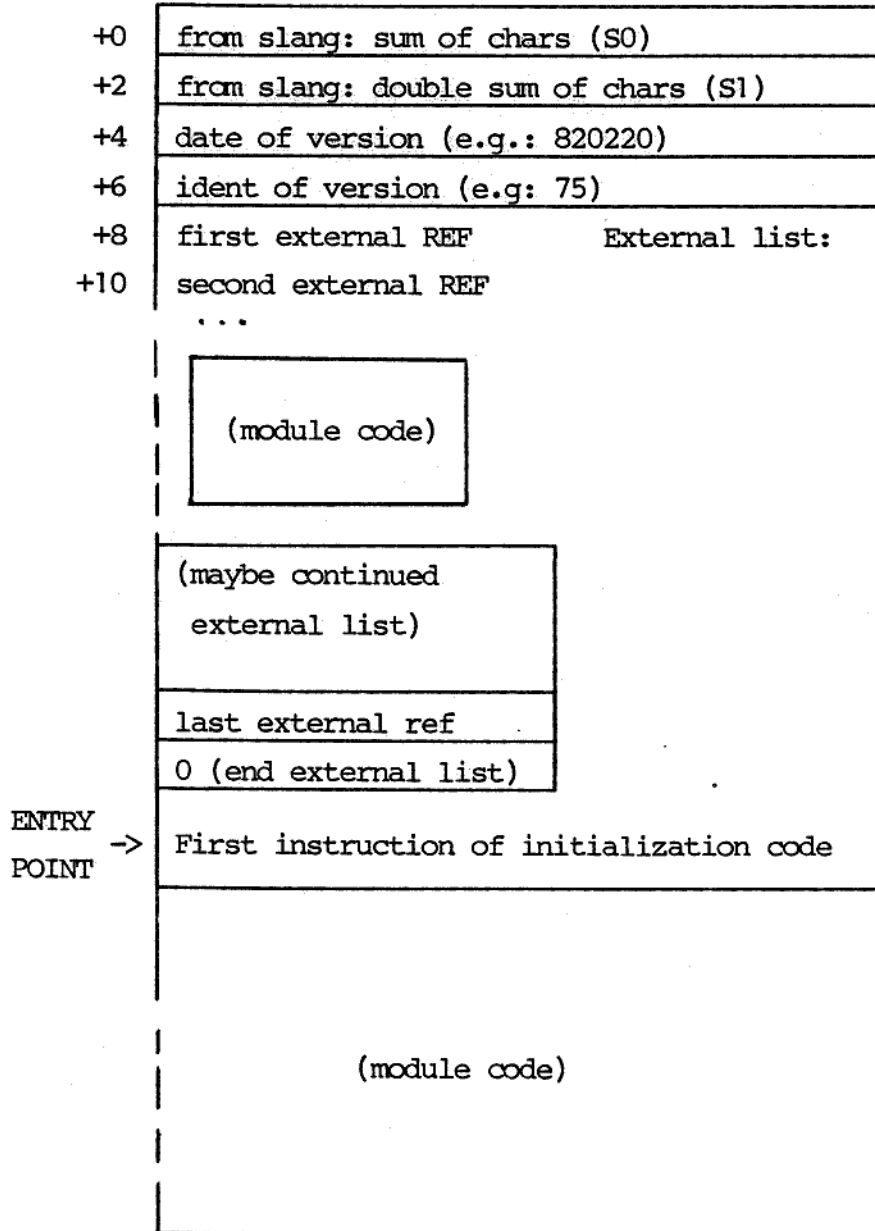 +0 from slang: sum of chars (S0)
+2 from slang: double sum of chars (S1)
+4 date of version (e.g.: 820220)
+6 ident of version (e.g: 75)
+8 first external REF External list:
+10 second external REF
...
(module code)
(maybe continued
external list)
last external ref
0 (end external list)
ENTRY
-> First instruction of initialization code
POINT
(module code)